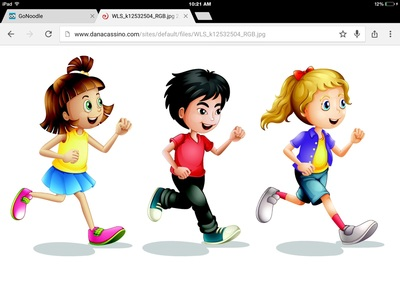 iPad 10:21 AM 12%
GoNoodle WLS_k12532504_RGB.jpg
www.danacassino.com/sites/default/files/WLS_k12532504_RGB.jpg